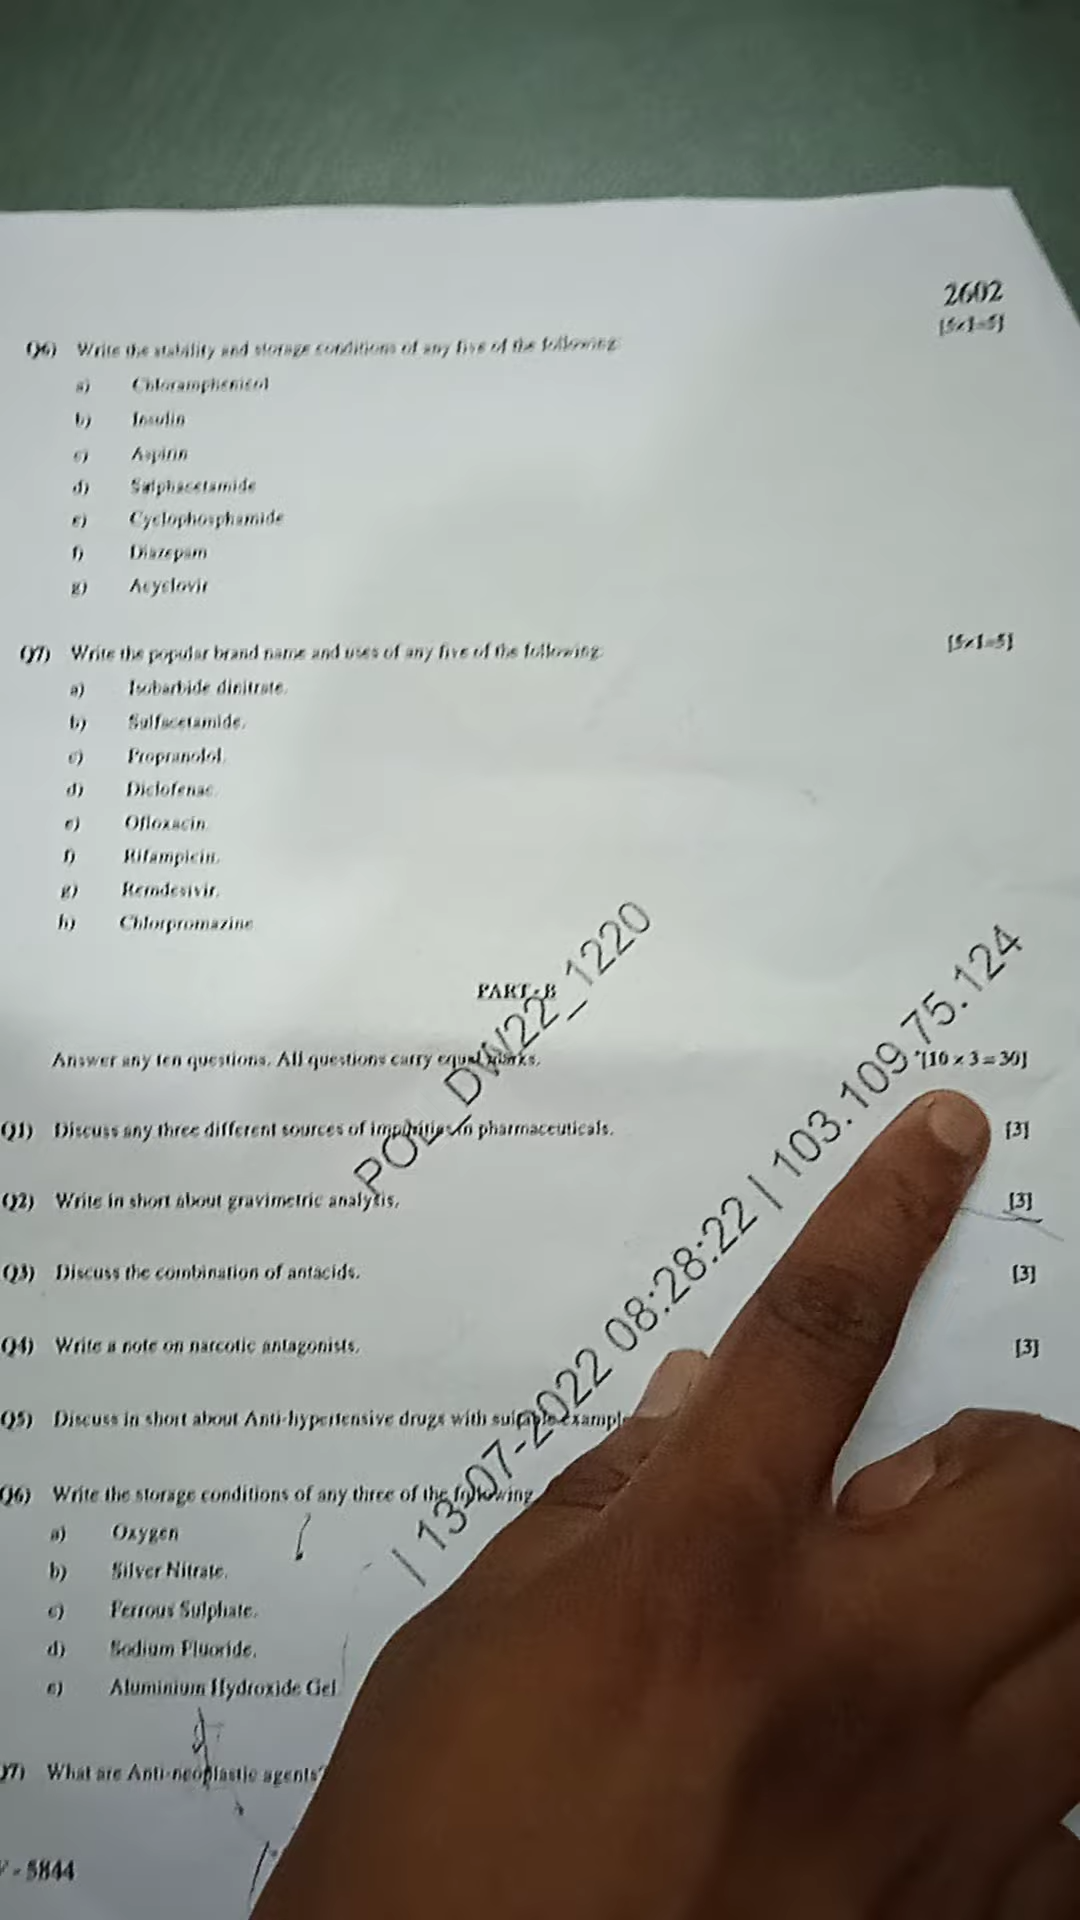 2602
Q6) Write the stability and storage conditions of any five of the following: [5×1=5]
a) Chloramphenicol
b) Insulin
c) Aspirin
d) Sulphacetamide
e) Cyclophosphamide
f) Diazepam
g) Acyclovir
Q7) Write the popular brand name and uses of any five of the following: [5×1=5]
a) Isobarbide dinitrate.
b) Sulfacetamide.
c) Propranolol.
d) Diclofenac.
e) Ofloxacin.
f) Rifampicin.
g) Remdesivir.
h) Chlorpromazine
PART - B
Answer any ten questions. All questions carry equal marks. [10 × 3 = 30]
Q1) Discuss any three different sources of impurities in pharmaceuticals. [3]
Q2) Write in short about gravimetric analysis. [3]
Q3) Discuss the combination of antacids. [3]
Q4) Write a note on narcotic antagonists. [3]
Q5) Discuss in short about Anti-hypertensive drugs with suitable exampl
Q6) Write the storage conditions of any three of the following
a) Oxygen
b) Silver Nitrate.
c) Ferrous Sulphate.
d) Sodium Fluoride.
e) Aluminium Hydroxide Gel.
Q7) What are Anti-neoplastic agents?
- 5844
POL_DW22_1220
| 13-07-2022 08:28:22 | 103.109.75.124